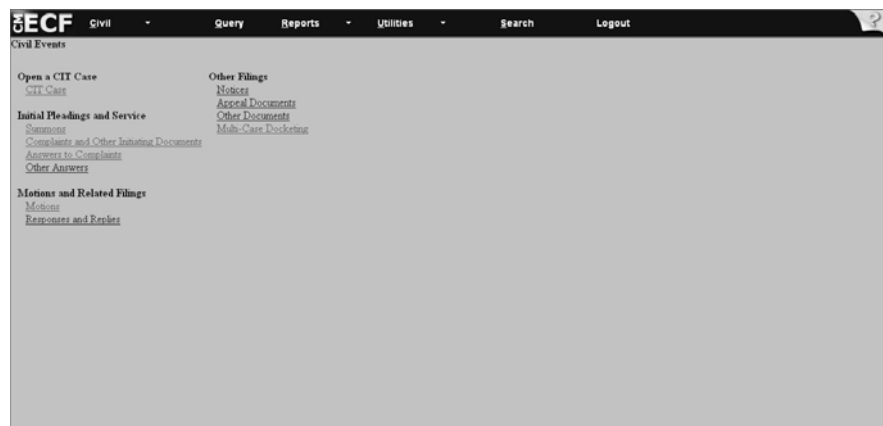 CM ECF Civil Query Reports Utilities Search Logout ?
Civil Events
Open a CIT Case
CIT Case
Initial Pleadings and Service
Summons
Complaints and Other Initiating Documents
Answers to Complaints
Other Answers
Motions and Related Filings
Motions
Responses and Replies
Other Filings
Notices
Appeal Documents
Other Documents
Multi-Case Docketing